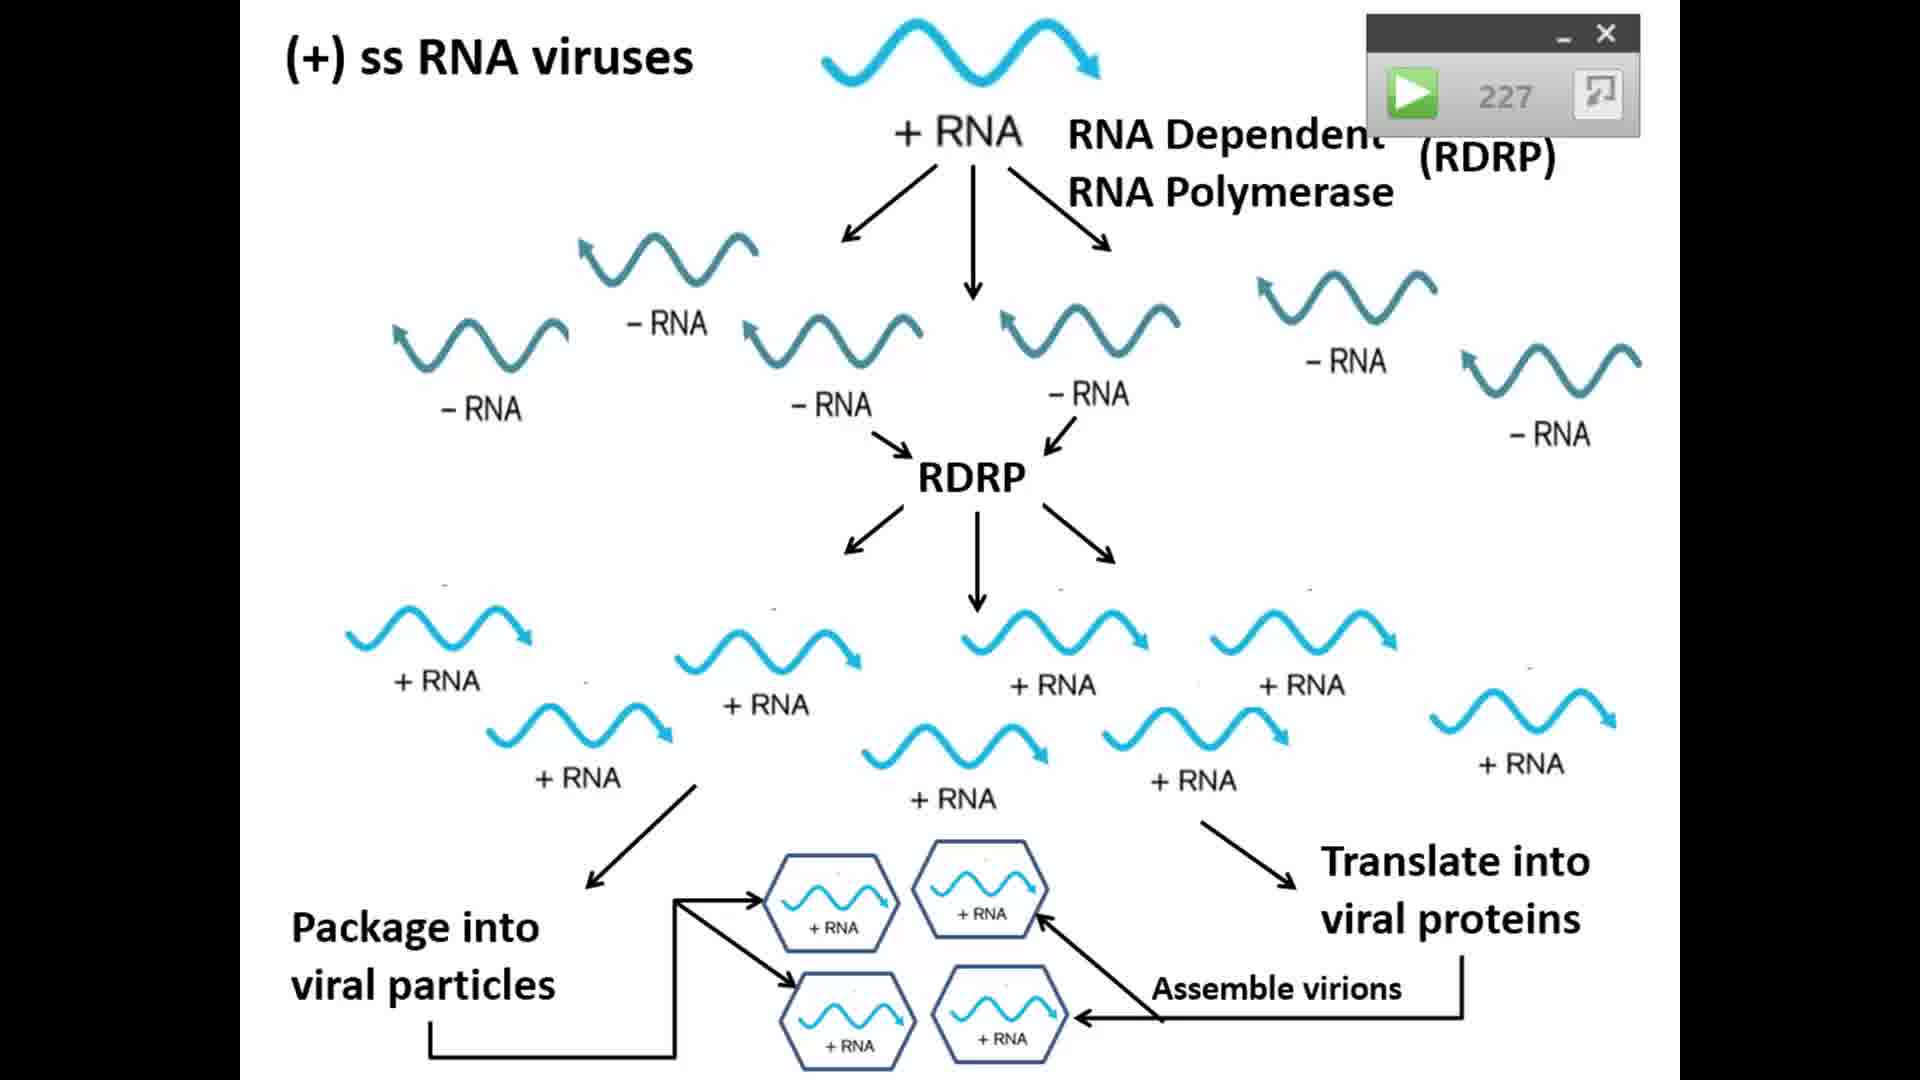 (+) ss RNA viruses
227
+ RNA
RNA Dependent
(RDRP)
RNA Polymerase
– RNA
– RNA
– RNA
– RNA
– RNA
– RNA
RDRP
+ RNA
+ RNA
+ RNA
+ RNA
+ RNA
+ RNA
+ RNA
+ RNA
+ RNA
Package into
viral particles
+ RNA
+ RNA
+ RNA
+ RNA
Translate into
viral proteins
Assemble virions